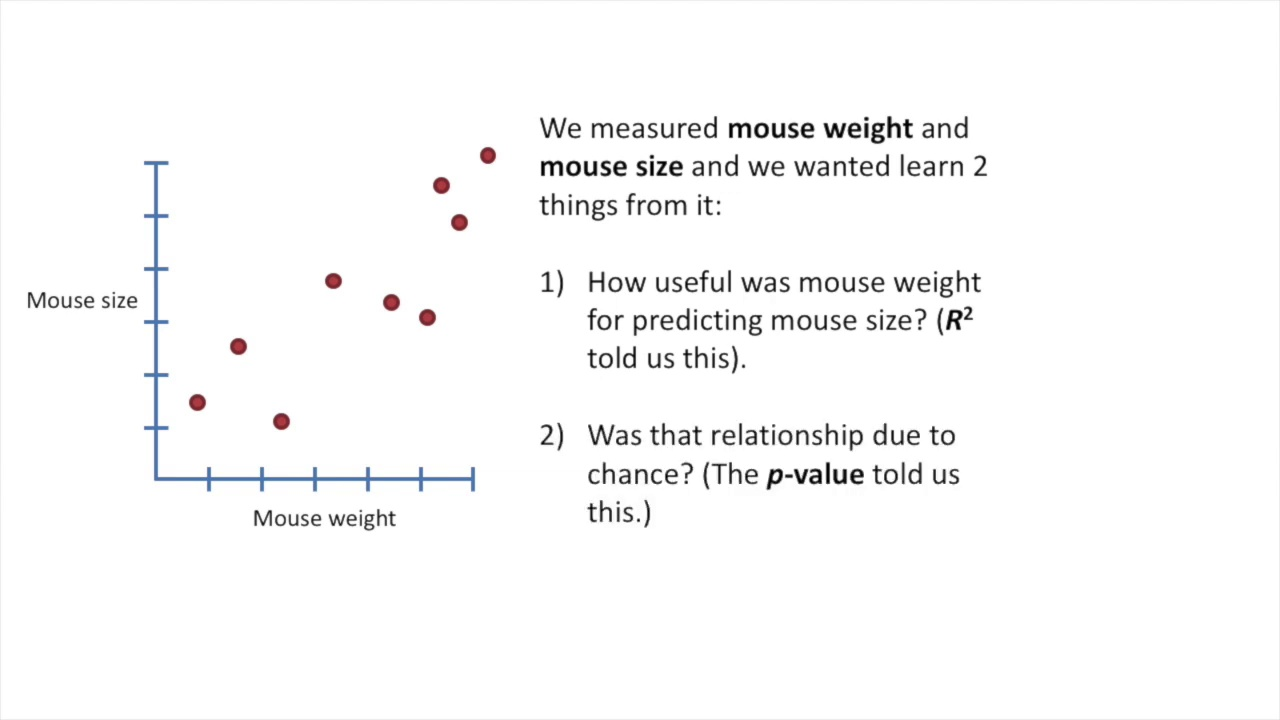 We measured mouse weight and
mouse size and we wanted learn 2
things from it:
1) How useful was mouse weight
for predicting mouse size? (R²
told us this).
2) Was that relationship due to
chance? (The p-value told us
this.)
Mouse size
Mouse weight